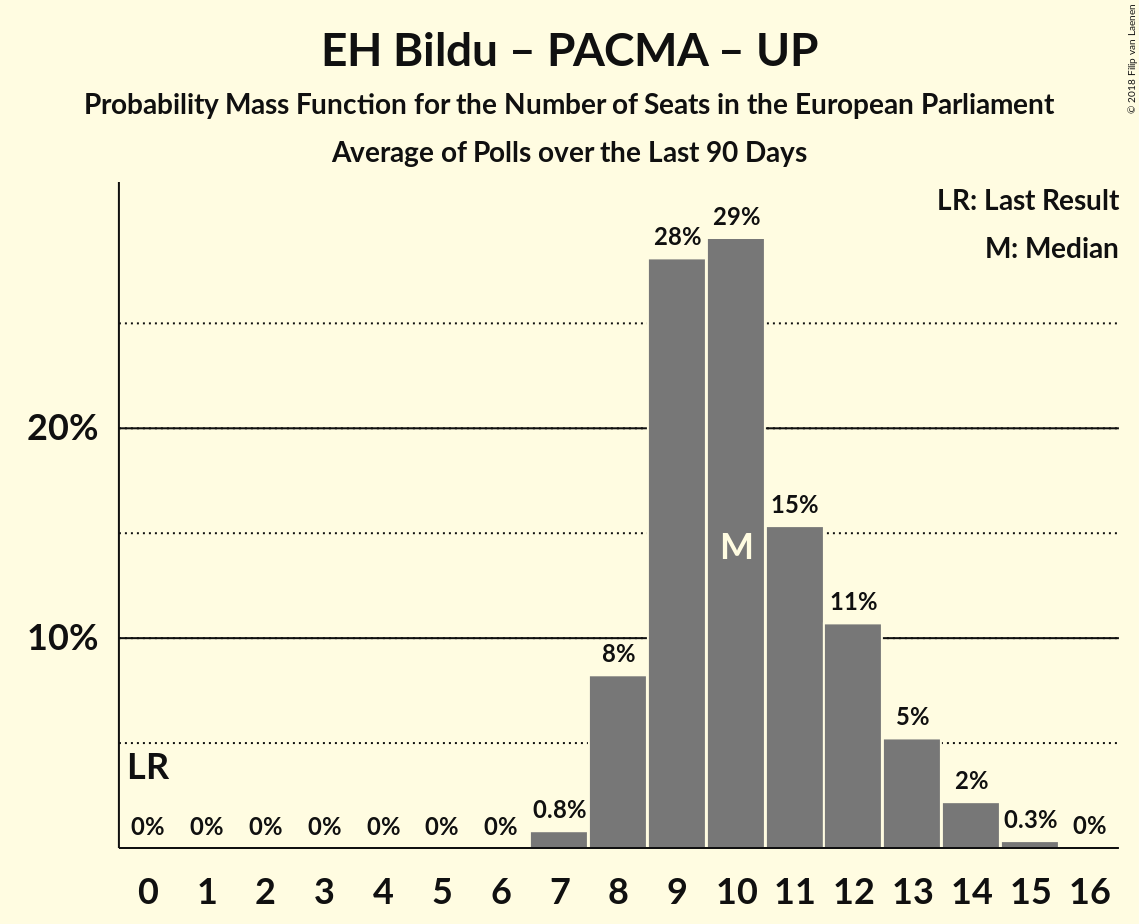 EH Bildu – PACMA – UP
Probability Mass Function for the Number of Seats in the European Parliament
Average of Polls over the Last 90 Days
© 2018 Filip van Laenen
LR: Last Result
M: Median
20%
10%
LR
M
0% 0% 0% 0% 0% 0% 0% 0.8% 8% 28% 29% 15% 11% 5% 2% 0.3% 0%
0 1 2 3 4 5 6 7 8 9 10 11 12 13 14 15 16